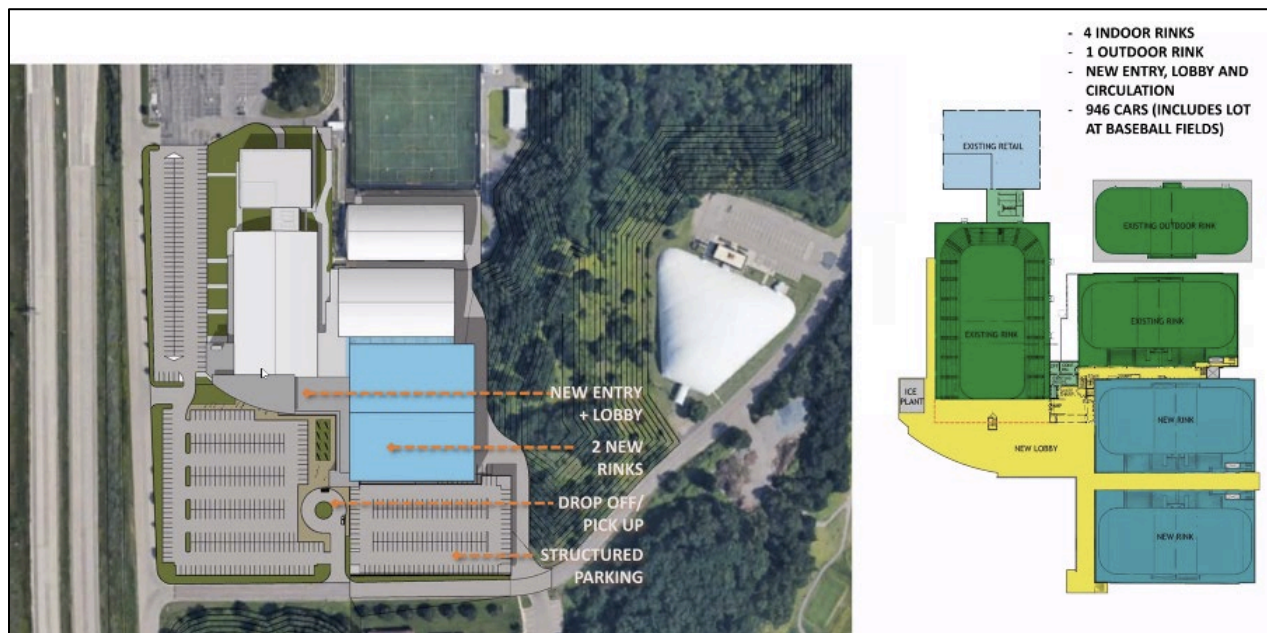 - 4 INDOOR RINKS
- 1 OUTDOOR RINK
- NEW ENTRY, LOBBY AND
CIRCULATION
- 946 CARS (INCLUDES LOT
AT BASEBALL FIELDS)
NEW ENTRY
+ LOBBY
2 NEW
RINKS
DROP OFF/
PICK UP
STRUCTURED
PARKING
EXISTING RETAIL
EXISTING OUTDOOR RINK
EXISTING RINK
EXISTING RINK
ICE
PLANT
NEW RINK
NEW LOBBY
NEW RINK